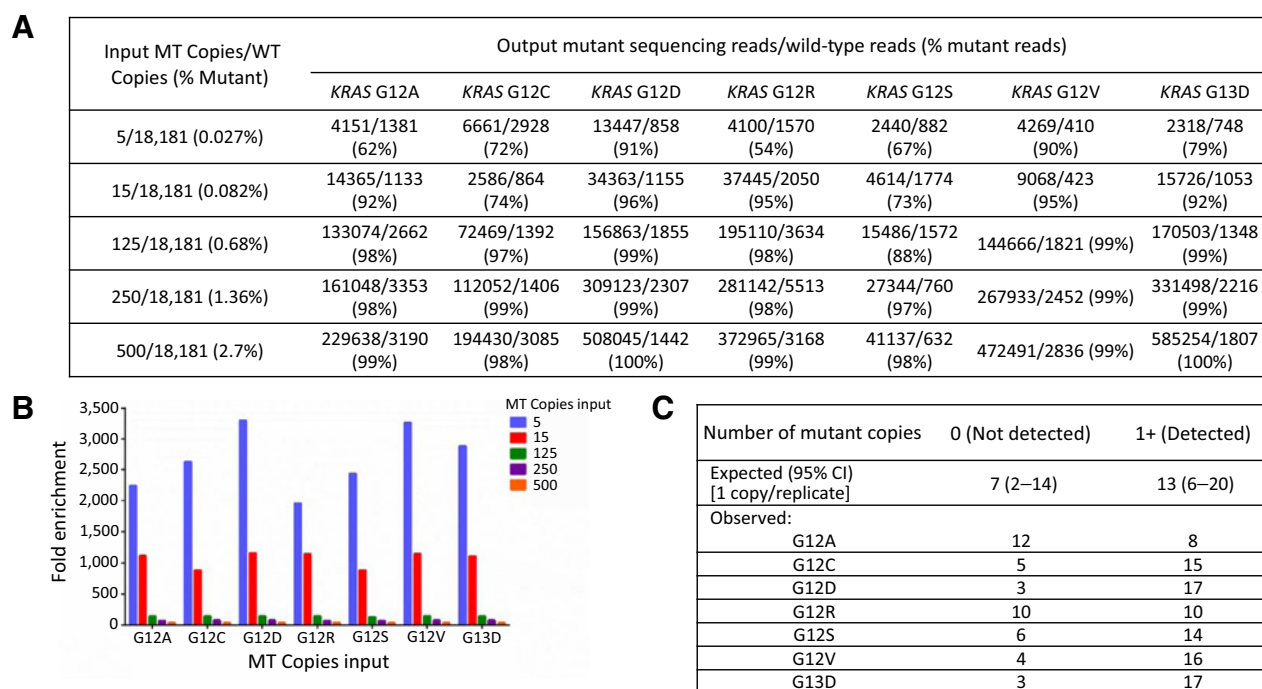 A
Input MT Copies/WT
Copies (% Mutant)
Output mutant sequencing reads/wild-type reads (% mutant reads)
KRAS G12A KRAS G12C KRAS G12D KRAS G12R KRAS G12S KRAS G12V KRAS G13D
5/18,181 (0.027%)
4151/1381 6661/2928 13447/858 4100/1570 2440/882 4269/410 2318/748
(62%) (72%) (91%) (54%) (67%) (90%) (79%)
15/18,181 (0.082%)
14365/1133 2586/864 34363/1155 37445/2050 4614/1774 9068/423 15726/1053
(92%) (74%) (96%) (95%) (73%) (95%) (92%)
125/18,181 (0.68%)
133074/2662 72469/1392 156863/1855 195110/3634 15486/1572 144666/1821 (99%) 170503/1348
(98%) (97%) (99%) (98%) (88%) (99%)
250/18,181 (1.36%)
161048/3353 112052/1406 309123/2307 281142/5513 27344/760 267933/2452 (99%) 331498/2216
(98%) (99%) (99%) (98%) (97%) (99%)
500/18,181 (2.7%)
229638/3190 194430/3085 508045/1442 372965/3168 41137/632 472491/2836 (99%) 585254/1807
(99%) (98%) (100%) (99%) (98%) (100%)
B
Fold enrichment
3,500
3,000
2,500
2,000
1,500
1,000
500
0
G12A G12C G12D G12R G12S G12V G13D
MT Copies input
MT Copies input
5
15
125
250
500
C
Number of mutant copies 0 (Not detected) 1+ (Detected)
Expected (95% CI)
[1 copy/replicate] 7 (2–14) 13 (6–20)
Observed:
G12A 12 8
G12C 5 15
G12D 3 17
G12R 10 10
G12S 6 14
G12V 4 16
G13D 3 17